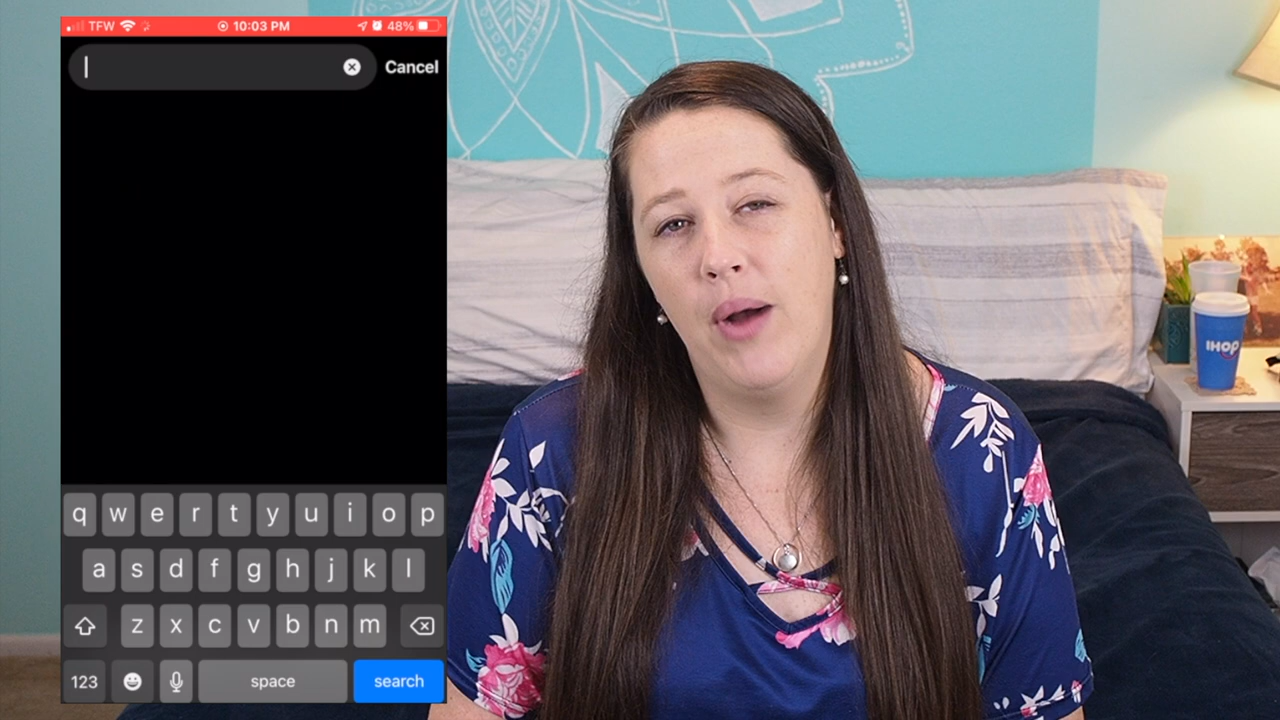 TFW 10:03 PM 48%
Cancel
q w e r t y u i o p
a s d f g h j k l
z x c v b n m
123 space search
IHOP